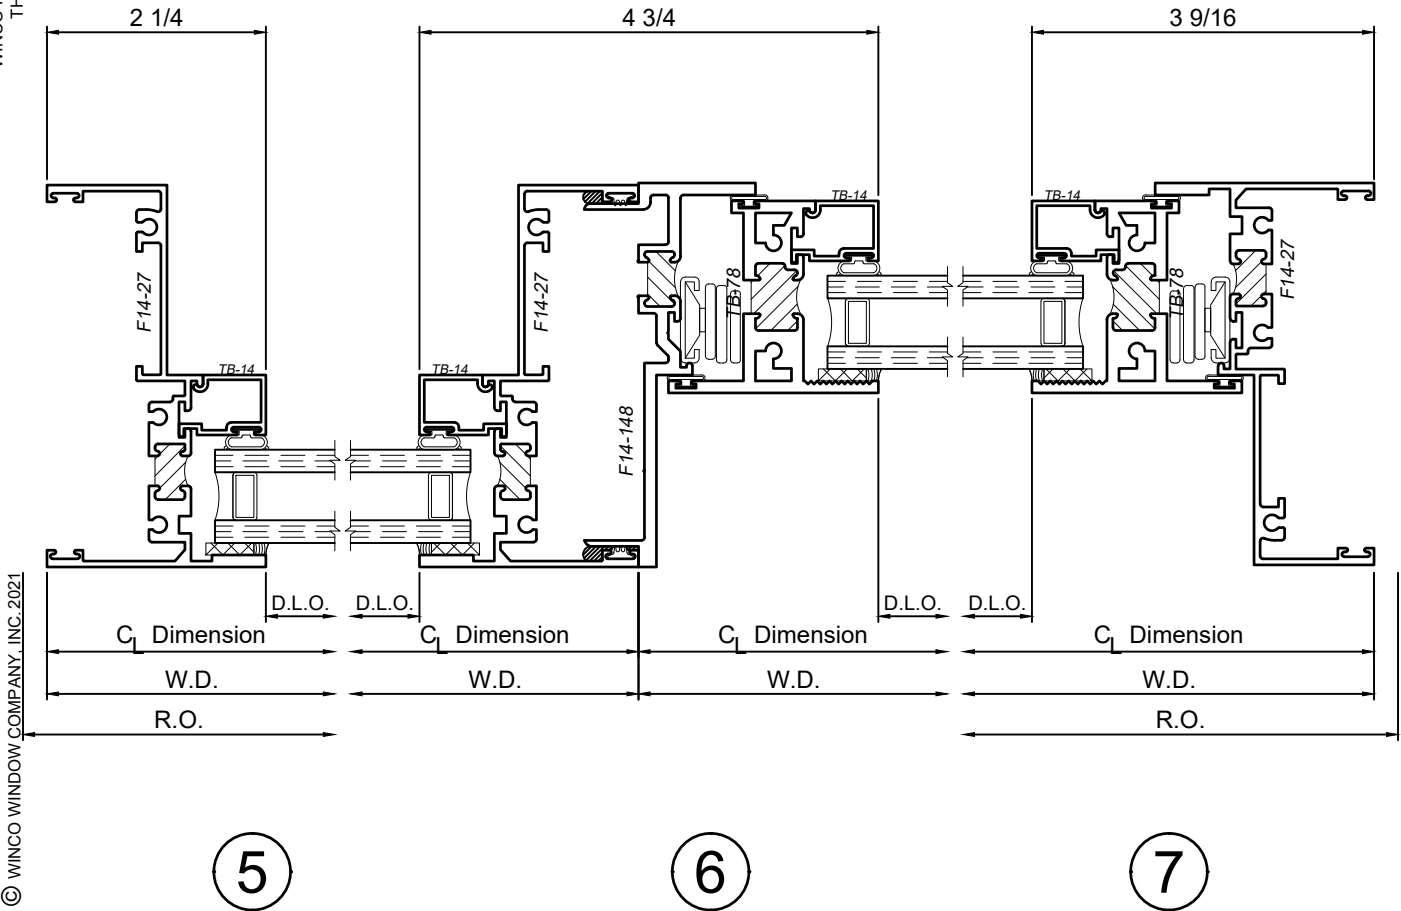 2 1/4
4 3/4
3 9/16
TB-14
TB-14
F14-27
F14-27
TB-78
TB-78
F14-27
TB-14
TB-14
F14-148
D.L.O.
D.L.O.
D.L.O.
D.L.O.
CL Dimension
CL Dimension
CL Dimension
CL Dimension
W.D.
W.D.
W.D.
W.D.
R.O.
R.O.
5
6
7
© WINCO WINDOW COMPANY, INC. 2021
TH